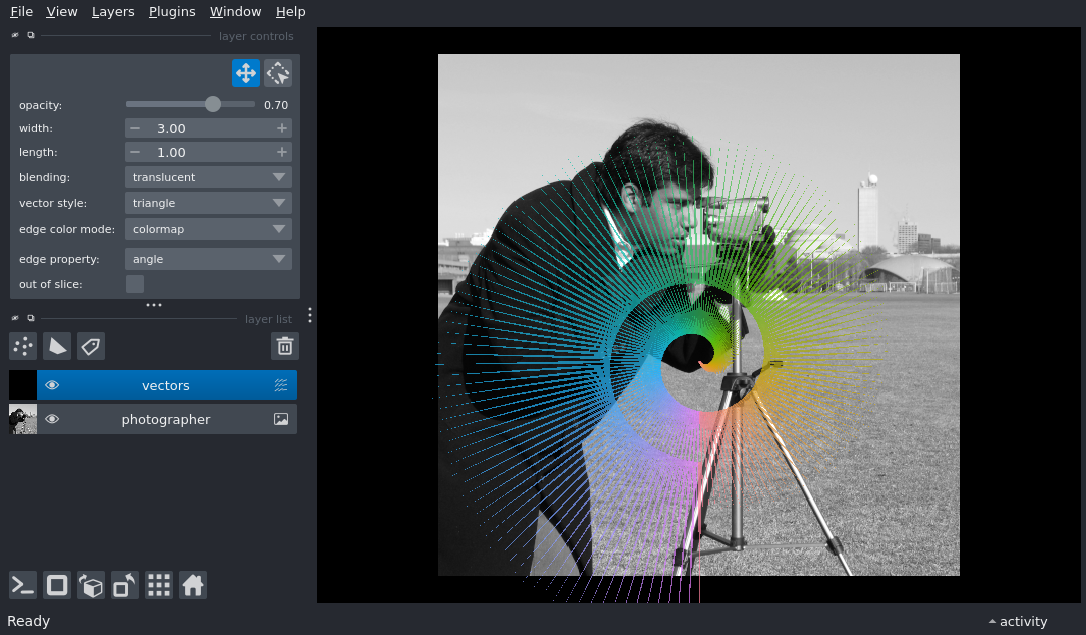 File View Layers Plugins Window Help
layer controls
opacity: 0.70
width: 3.00
length: 1.00
blending: translucent
vector style: triangle
edge color mode: colormap
edge property: angle
out of slice:
layer list
vectors
photographer
Ready
activity